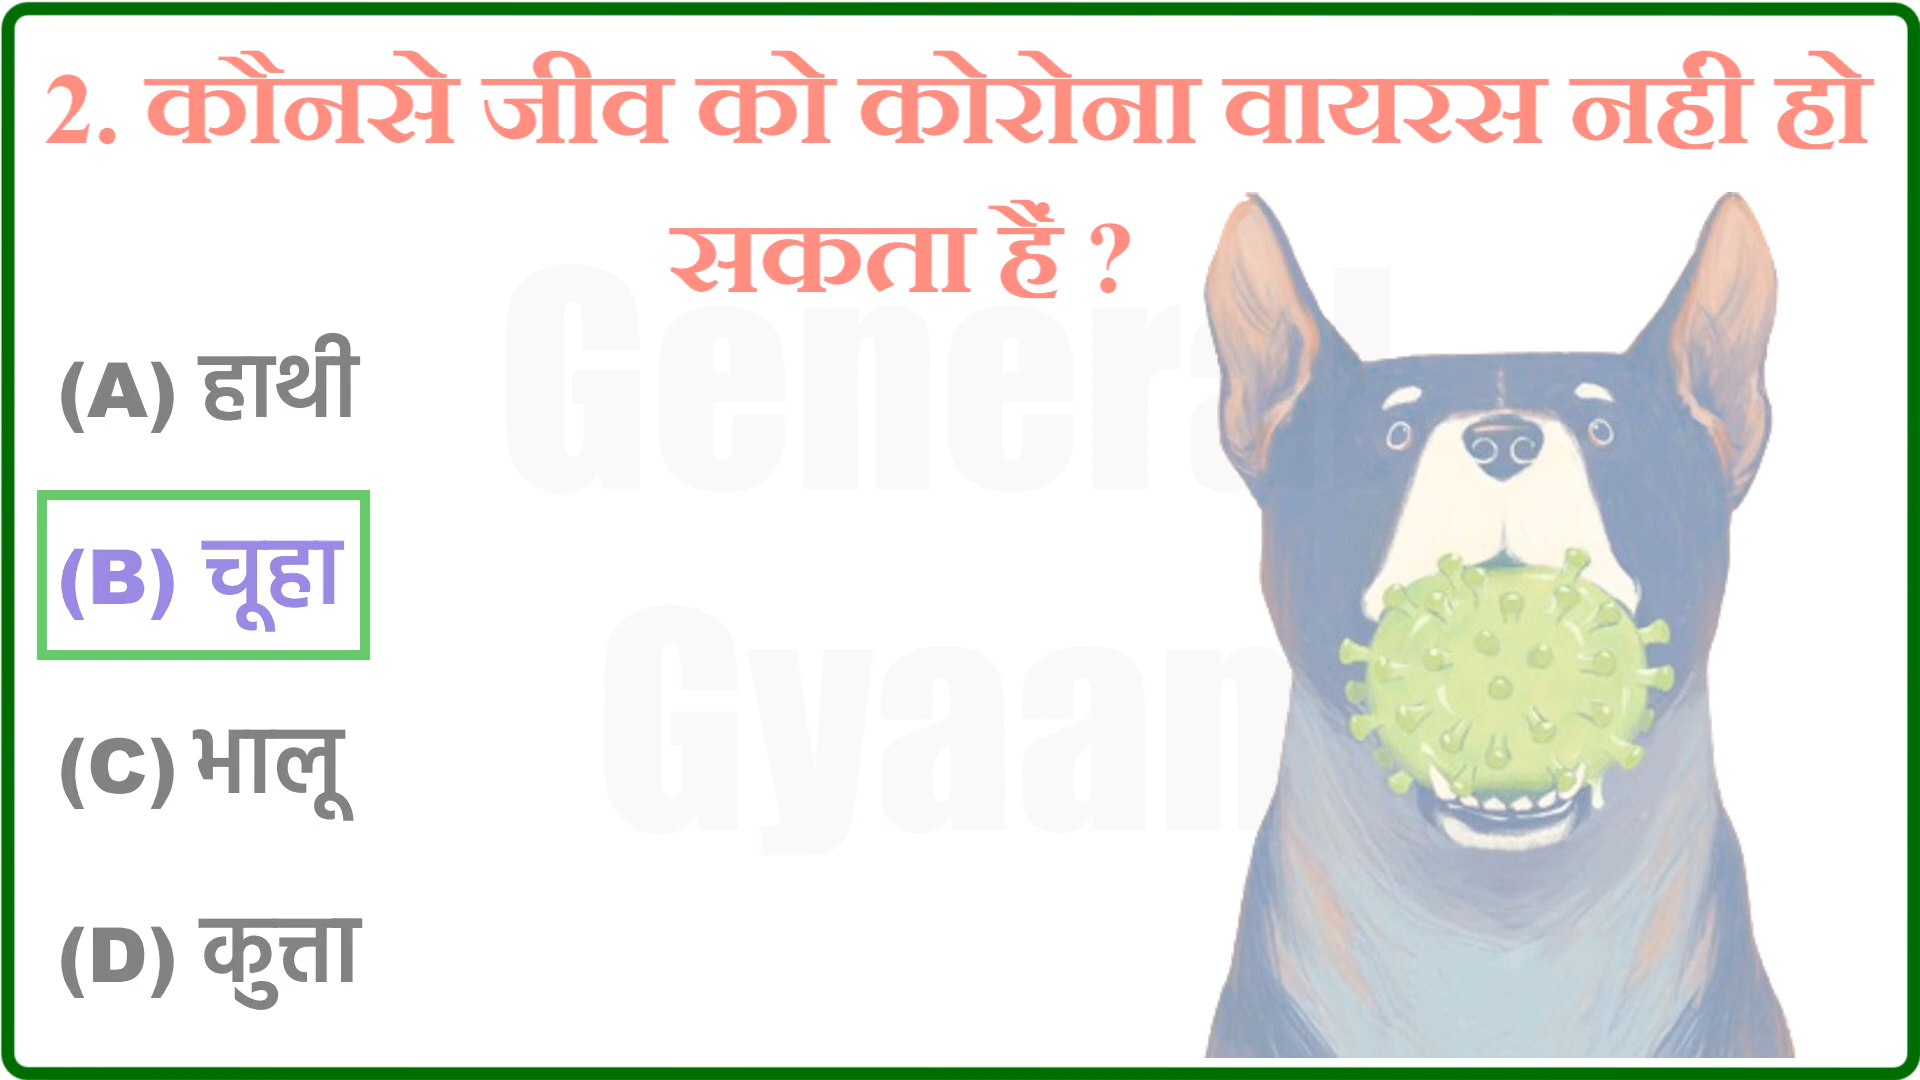 2. कौनसे जीव को कोरोना वायरस नही हो
सकता हैं ?
(A) हाथी
(B) चूहा
(C) भालू
(D) कुत्ता
General
Gyaan